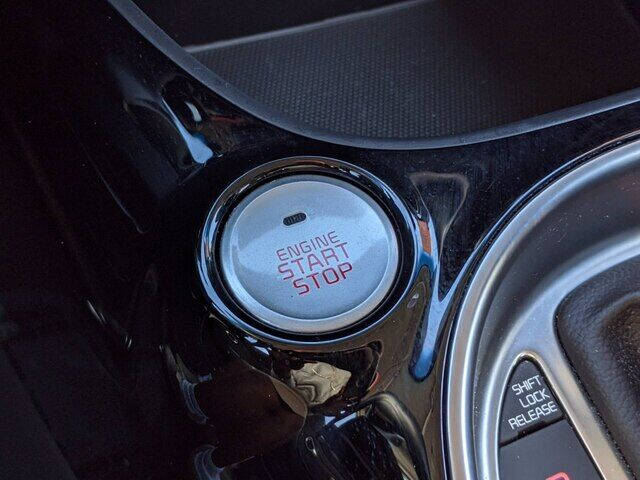 ENGINE
START
STOP
SHIFT
LOCK
RELEASE